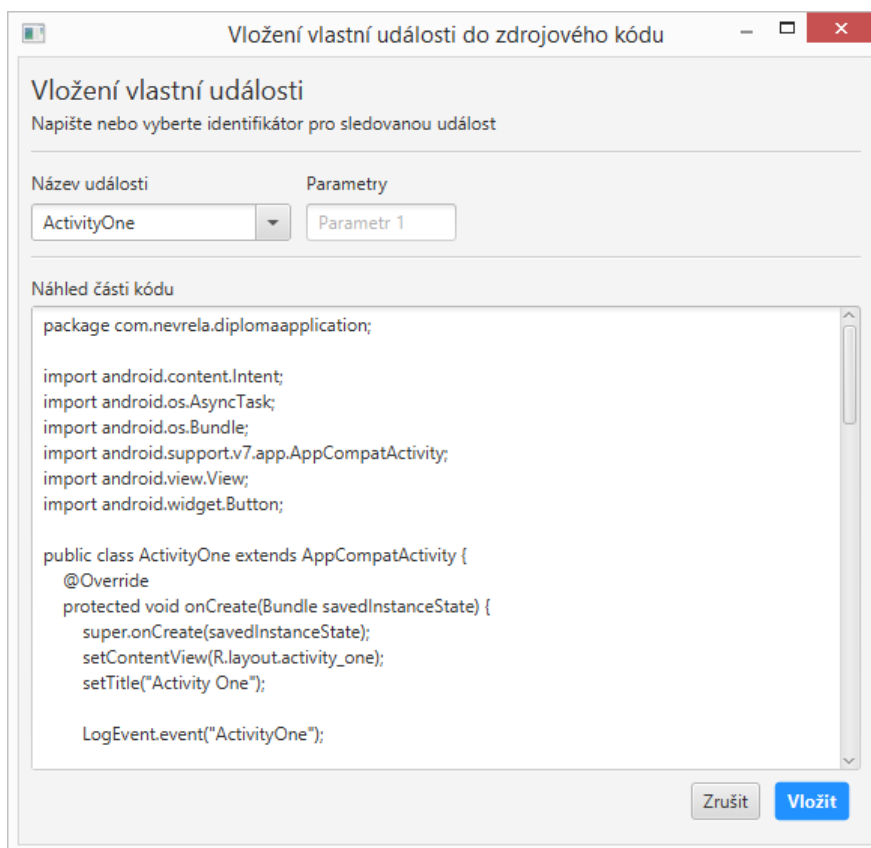 Vložení vlastní události do zdrojového kódu
Vložení vlastní události
Napište nebo vyberte identifikátor pro sledovanou událost
Název události Parametry
ActivityOne Parametr 1
Náhled části kódu
package com.nevrela.diplomaapplication;
import android.content.Intent;
import android.os.AsyncTask;
import android.os.Bundle;
import android.support.v7.app.AppCompatActivity;
import android.view.View;
import android.widget.Button;
public class ActivityOne extends AppCompatActivity {
@Override
protected void onCreate(Bundle savedInstanceState) {
super.onCreate(savedInstanceState);
setContentView(R.layout.activity_one);
setTitle("Activity One");
LogEvent.event("ActivityOne");
Zrušit Vložit